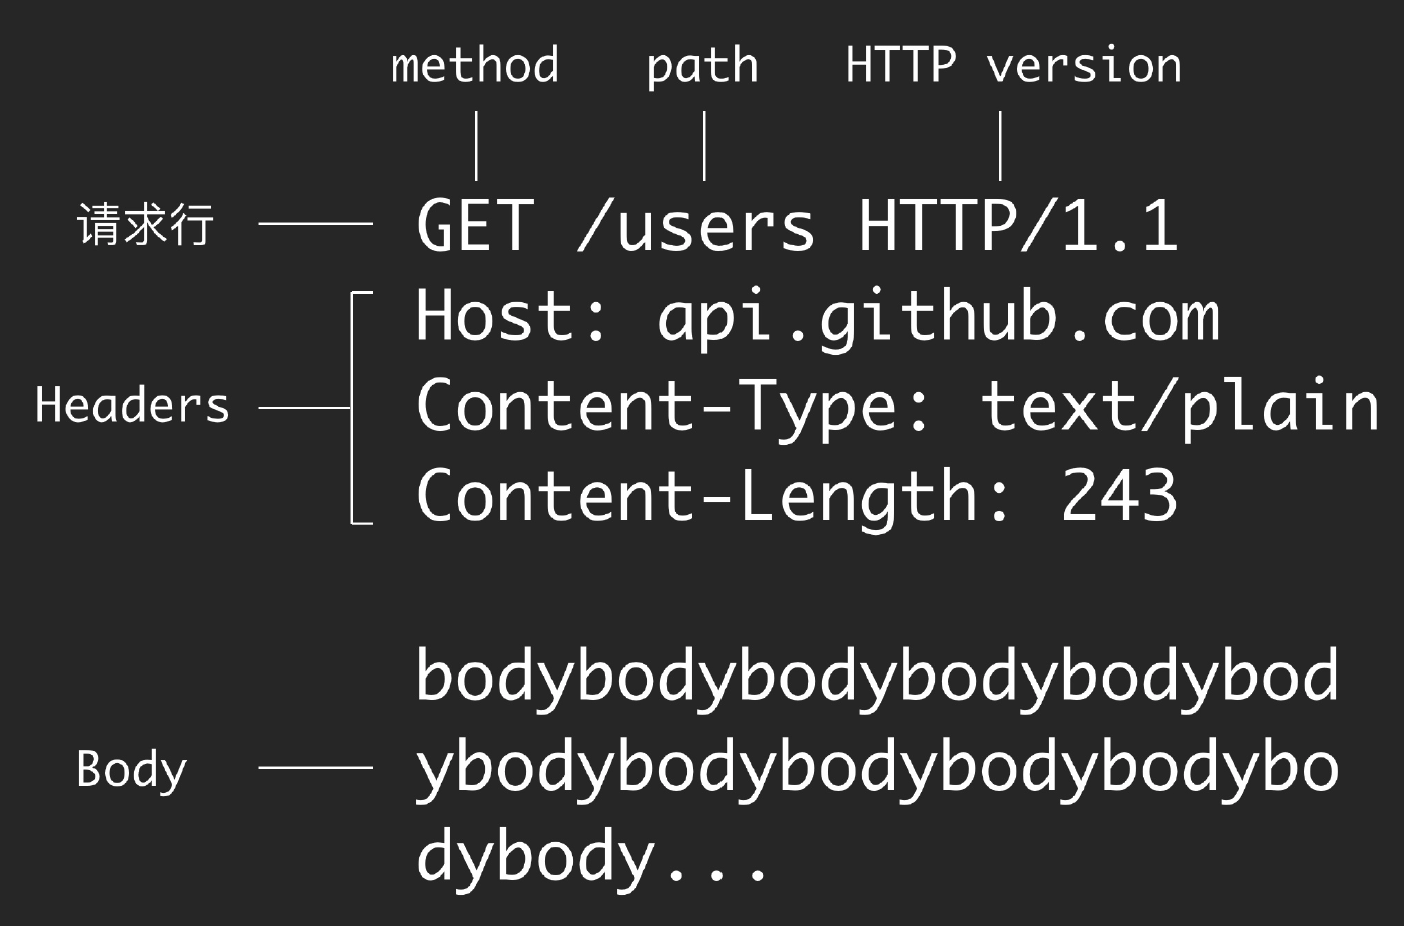 method path HTTP version
请求行 GET /users HTTP/1.1
Host: api.github.com
Headers Content-Type: text/plain
Content-Length: 243
bodybodybodybodybodybod
Body ybodybodybodybodybodybo
dybody...